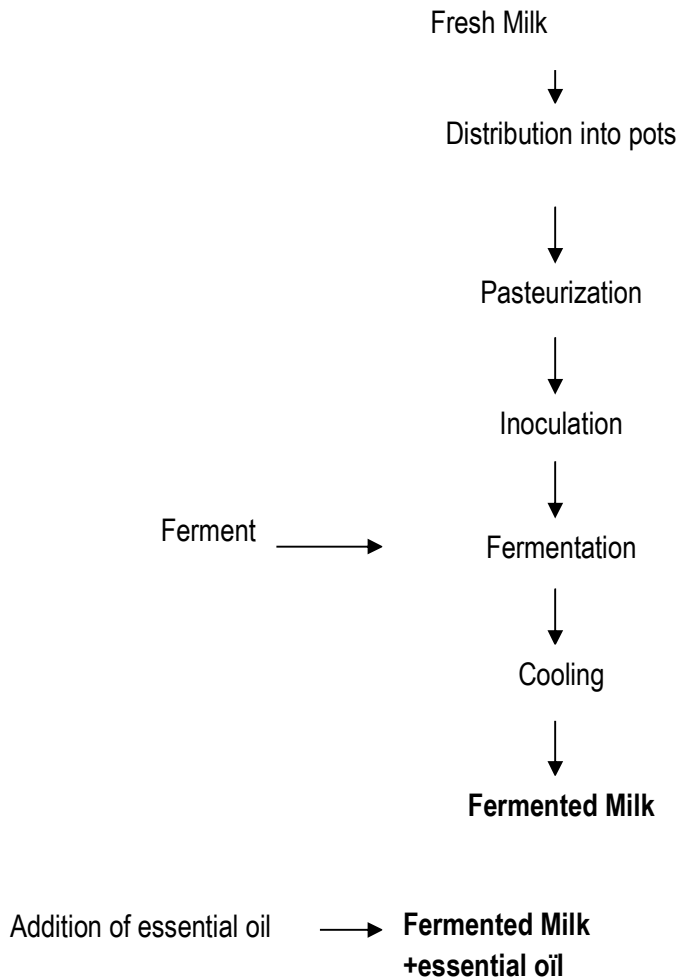 Fresh Milk
Distribution into pots
Pasteurization
Inoculation
Ferment
Fermentation
Cooling
Fermented Milk
Addition of essential oil
Fermented Milk
+essential oïl